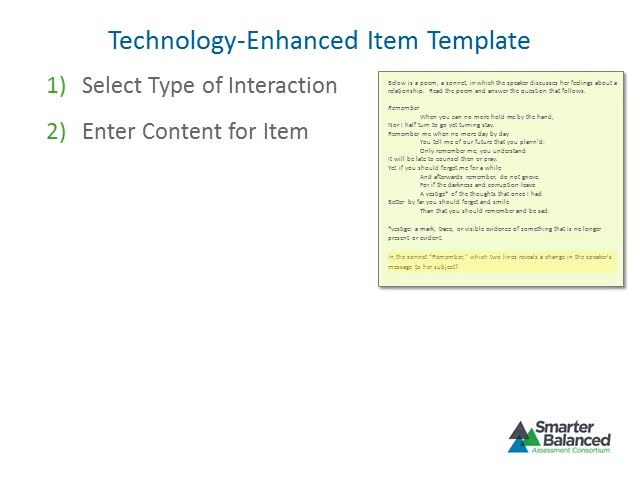 Technology-Enhanced Item Template
1) Select Type of Interaction
2) Enter Content for Item
Below is a poem, a sonnet, in which the speaker discusses her feelings about a
relationship. Read the poem and answer the question that follows.
Remember
When you can no more hold me by the hand,
Nor I half turn to go yet turning stay.
Remember me when no more day by day
You tell me of our future that you plann'd:
Only remember me; you understand
It will be late to counsel then or pray.
Yet if you should forget me for a while
And afterwards remember, do not grieve:
For if the darkness and corruption leave
A vestige* of the thoughts that once I had
Better by far you should forget and smile
Than that you should remember and be sad.
*vestige: a mark, trace, or visible evidence of something that is no longer
present or evident.
In the sonnet "Remember," which two lines reveals a change in the speaker's
message to her subject?
Smarter
Balanced
Assessment Consortium